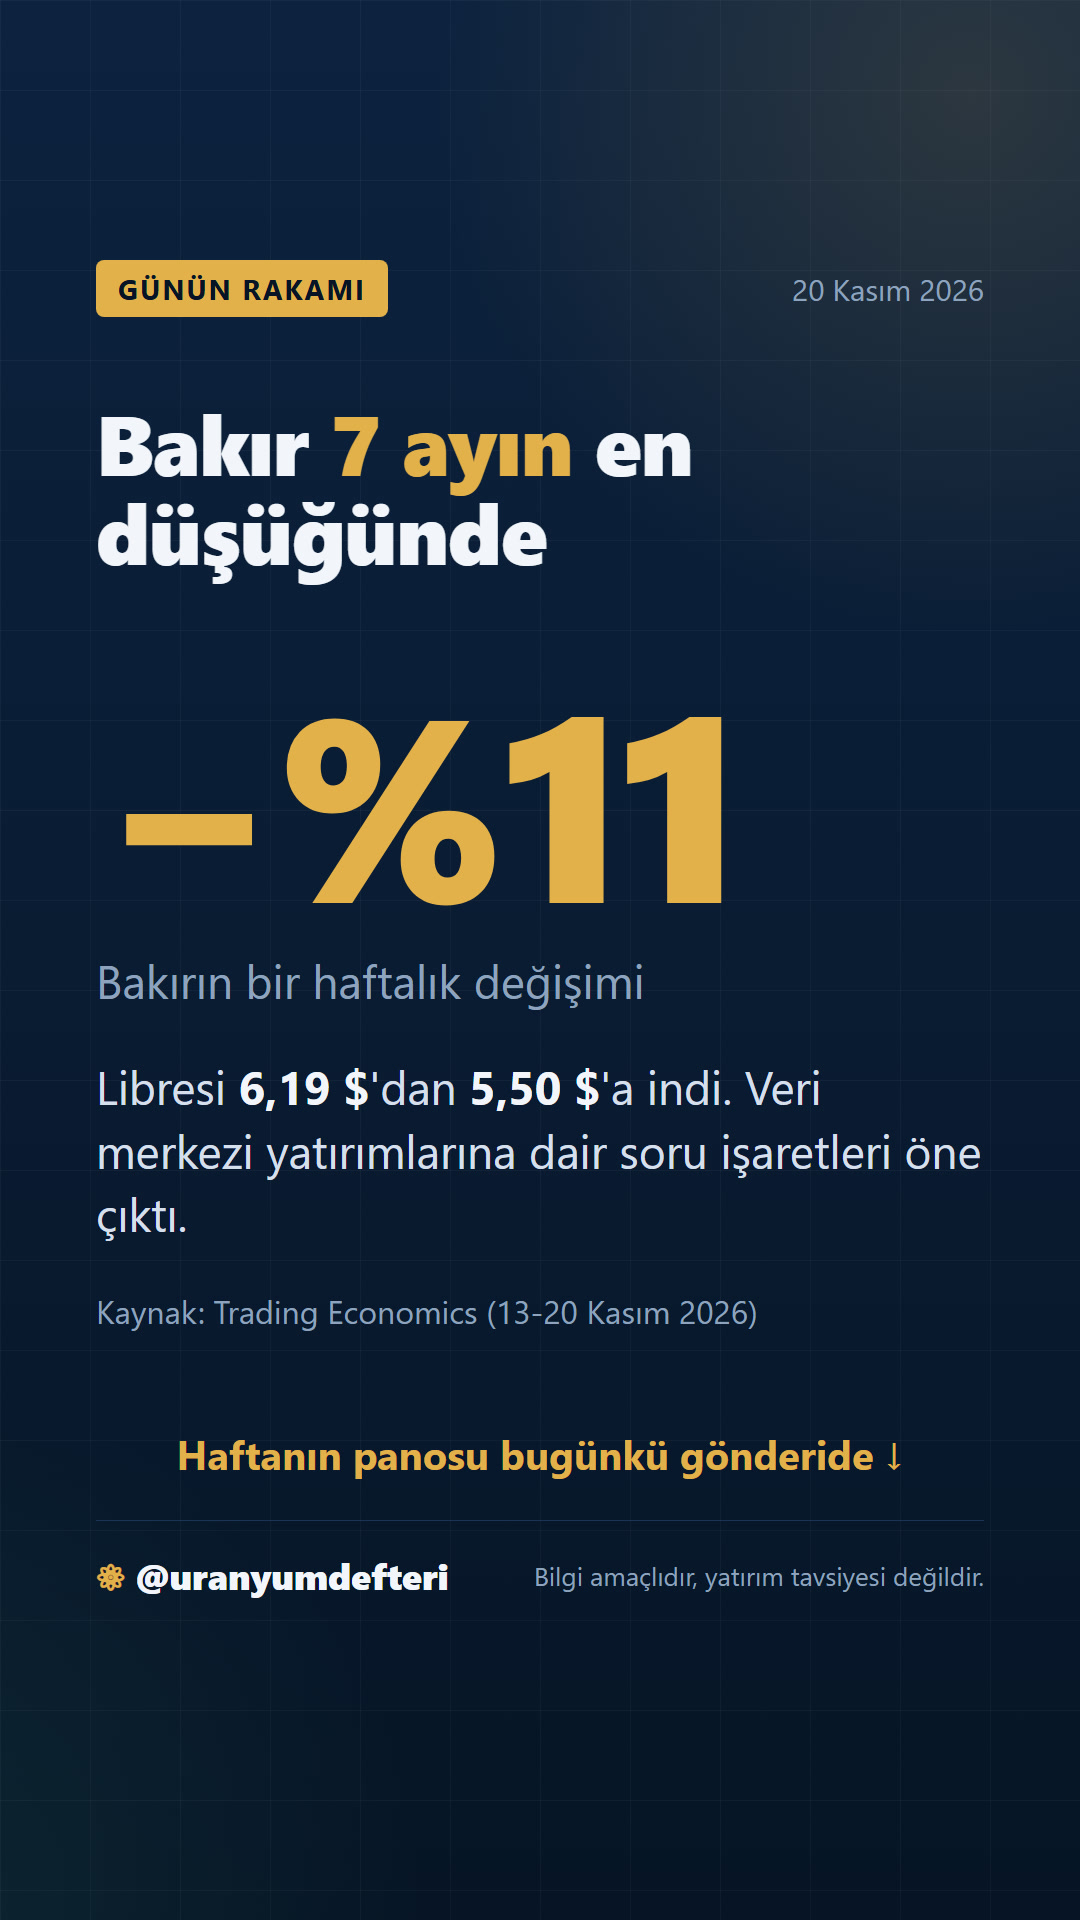 GÜNÜN RAKAMI
20 Kasım 2026
Bakır 7 ayın en
düşüğünde
–%11
Bakırın bir haftalık değişimi
Libresi 6,19 $'dan 5,50 $'a indi. Veri
merkezi yatırımlarına dair soru işaretleri öne
çıktı.
Kaynak: Trading Economics (13-20 Kasım 2026)
Haftanın panosu bugünkü gönderide ↓
@uranyumdefteri
Bilgi amaçlıdır, yatırım tavsiyesi değildir.